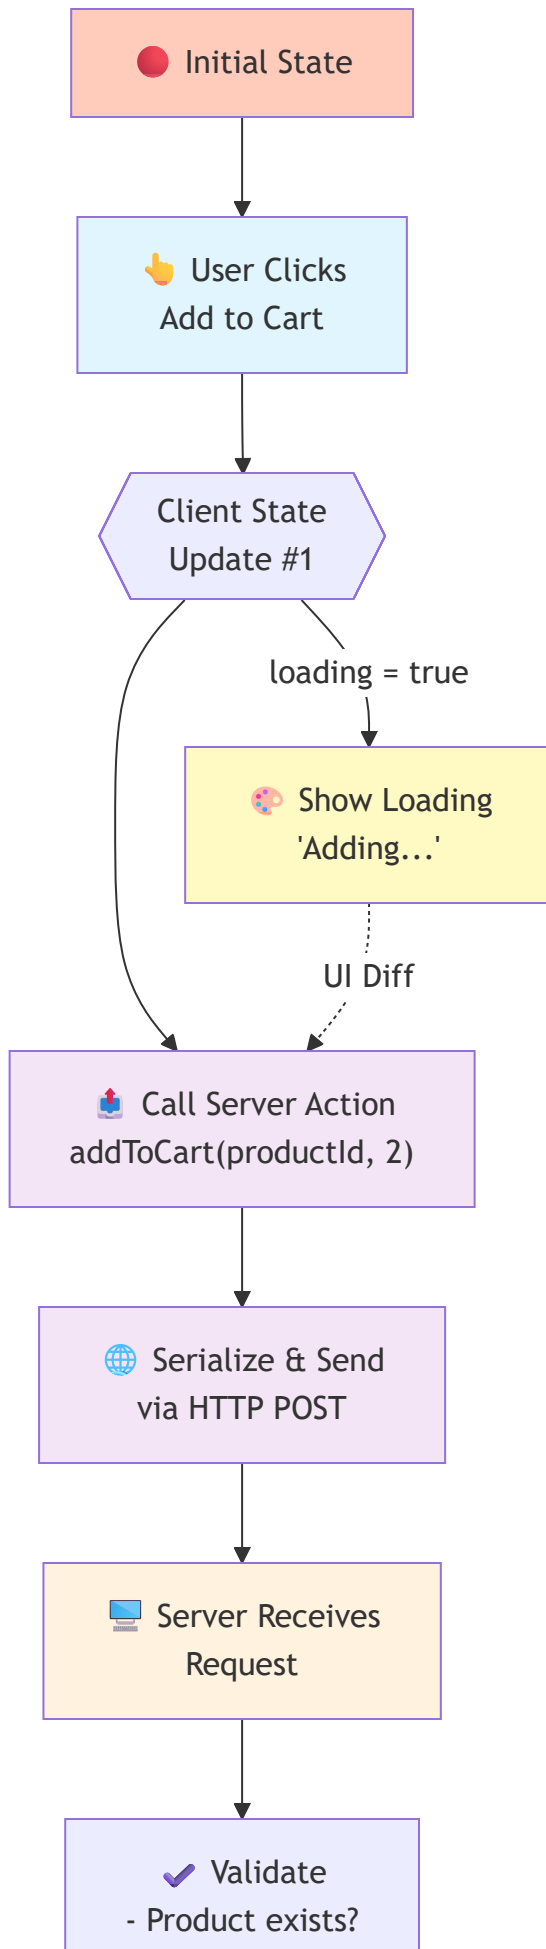 Initial State
User Clicks
Add to Cart
Client State
Update #1
loading = true
Show Loading
'Adding...'
UI Diff
Call Server Action
addToCart(productId, 2)
Serialize & Send
via HTTP POST
Server Receives
Request
Validate
- Product exists?